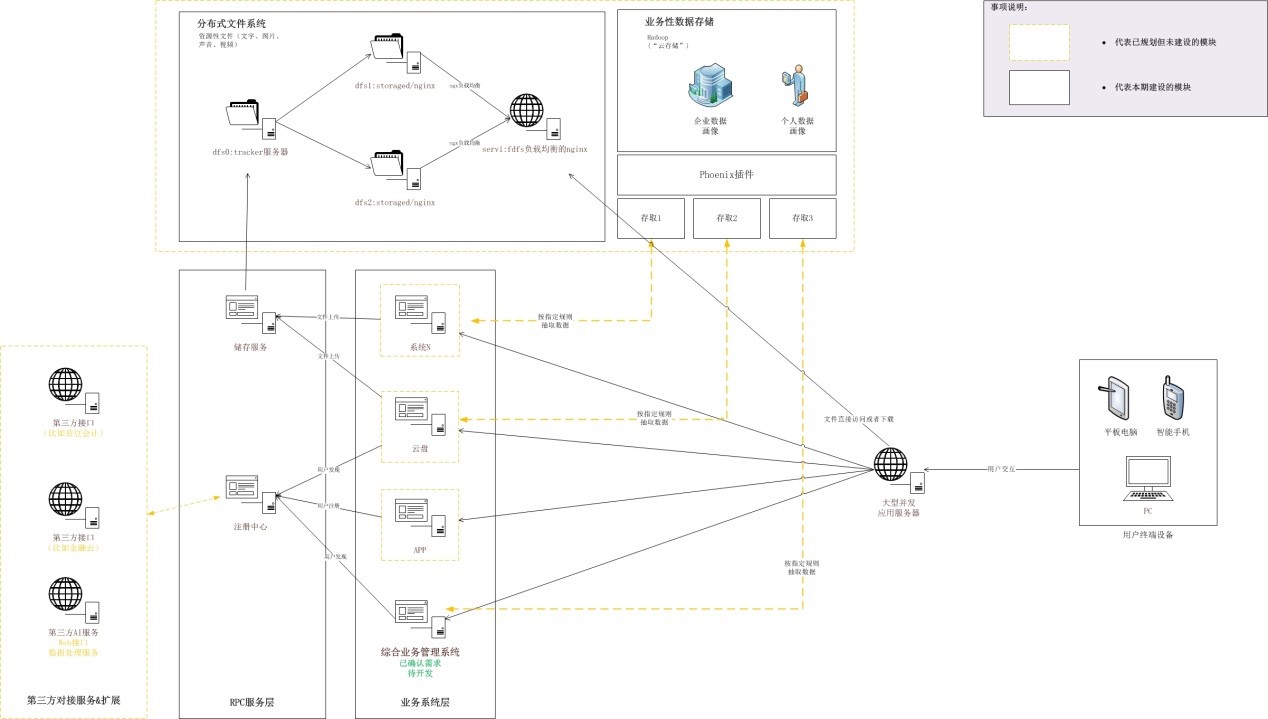 分布式文件系统
资源性文件（文字、图片、
声音、视频）
dfs1:storaged/nginx
dfs0:tracker服务器
dfs2:storaged/nginx
ngx负载均衡
ngx负载均衡
serv1:fdfs负载均衡的nginx
业务性数据存储
Hadoop
（“云存储”）
企业数据
画像
个人数据
画像
Phoenix插件
存取1
存取2
存取3
事项说明:
• 代表已规划但未建设的模块
• 代表本期建设的模块
第三方接口
第三方接口
（比如金融云）
第三方AI服务
Web接口
数据处理服务
第三方对接服务&扩展
储存服务
注册中心
RPC服务层
文件上传
文件上传
用户发现
用户注册
用户发现
系统N
云盘
APP
综合业务管理系统
已确认需求
待开发
业务系统层
按指定规则
抽取数据
按指定规则
抽取数据
按指定规则
抽取数据
文件直接访问或者下载
大型并发
应用服务器
用户交互
平板电脑
智能手机
PC
用户终端设备